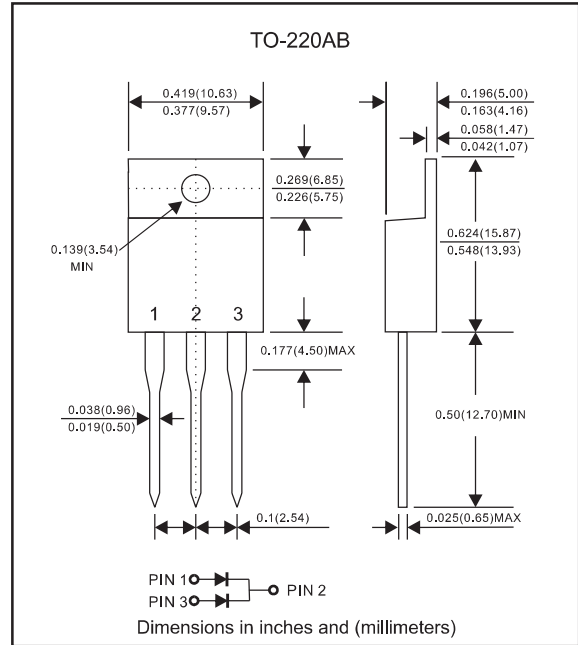 TO-220AB
0.419(10.63)
0.377(9.57)
0.196(5.00)
0.163(4.16)
0.058(1.47)
0.042(1.07)
0.269(6.85)
0.226(5.75)
0.139(3.54)
MIN
0.624(15.87)
0.548(13.93)
1 2 3
0.177(4.50)MAX
0.038(0.96)
0.019(0.50)
0.50(12.70)MIN
0.1(2.54)
0.025(0.65)MAX
PIN 1
PIN 2
PIN 3
Dimensions in inches and (millimeters)